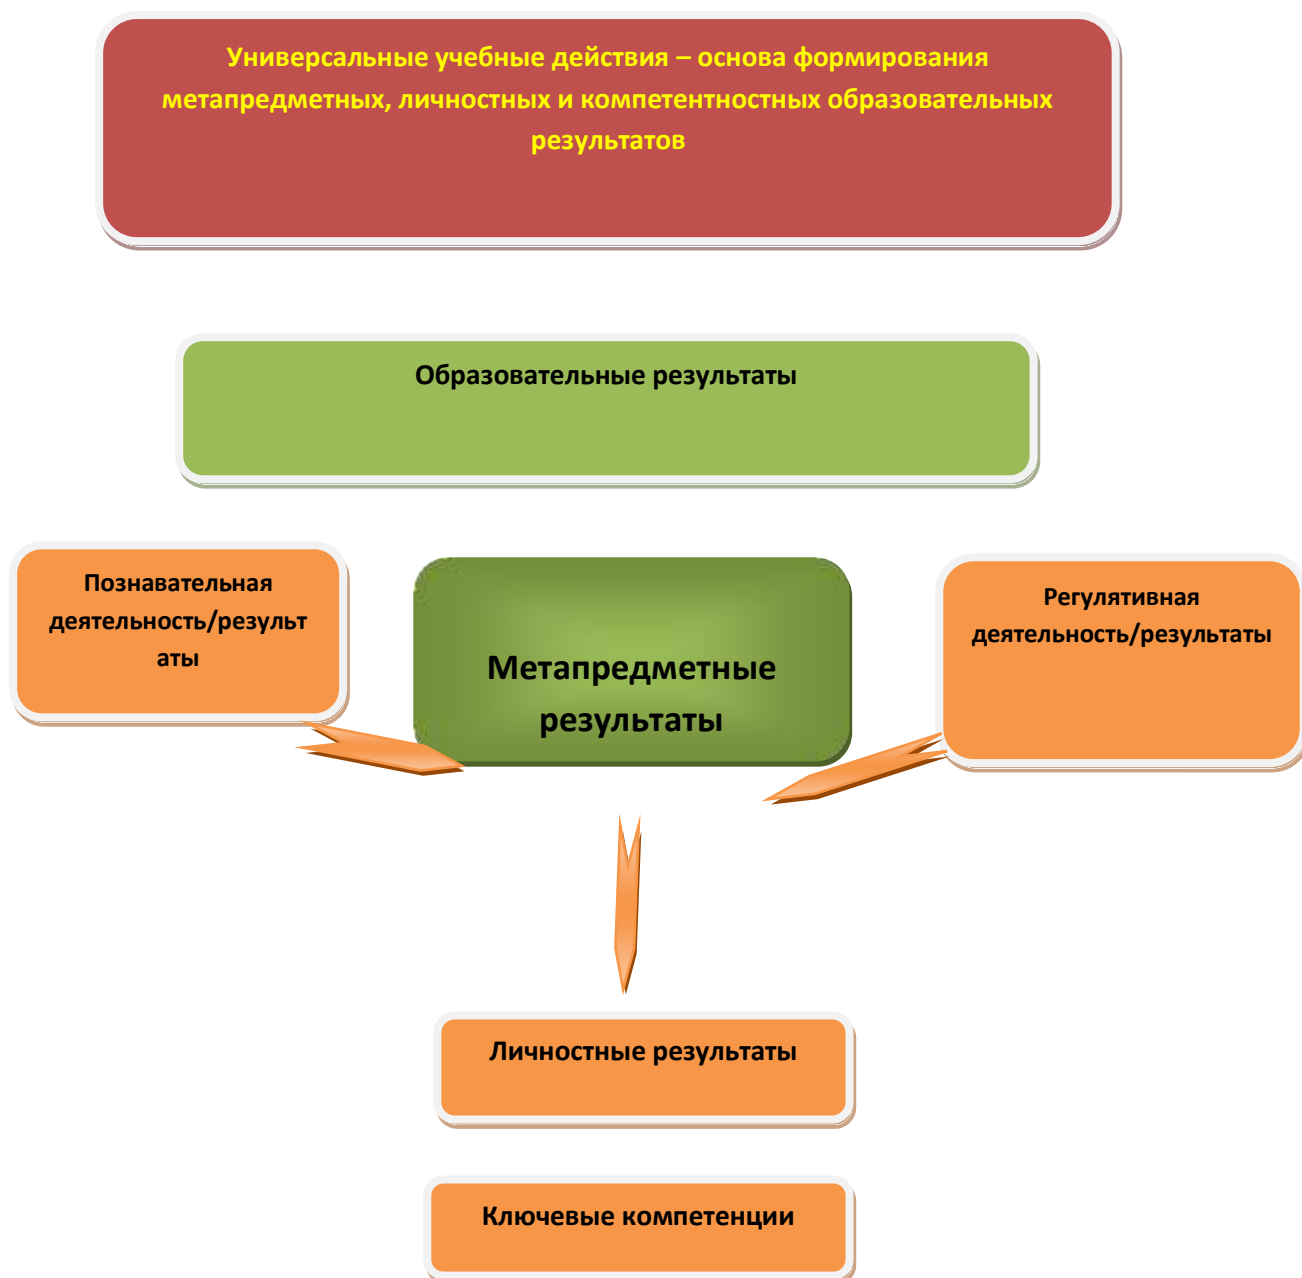 Универсальные учебные действия – основа формирования
метапредметных, личностных и компетентностных образовательных
результатов
Образовательные результаты
Познавательная
деятельность/результ
аты
Метапредметные
результаты
Регулятивная
деятельность/результаты
Личностные результаты
Ключевые компетенции